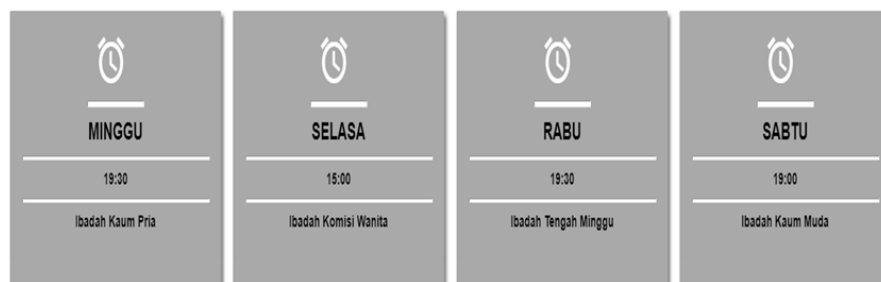 MINGGU
19:30
Ibadah Kaum Pria
SELASA
15:00
Ibadah Komisi Wanita
RABU
19:30
Ibadah Tengah Minggu
SABTU
19:00
Ibadah Kaum Muda